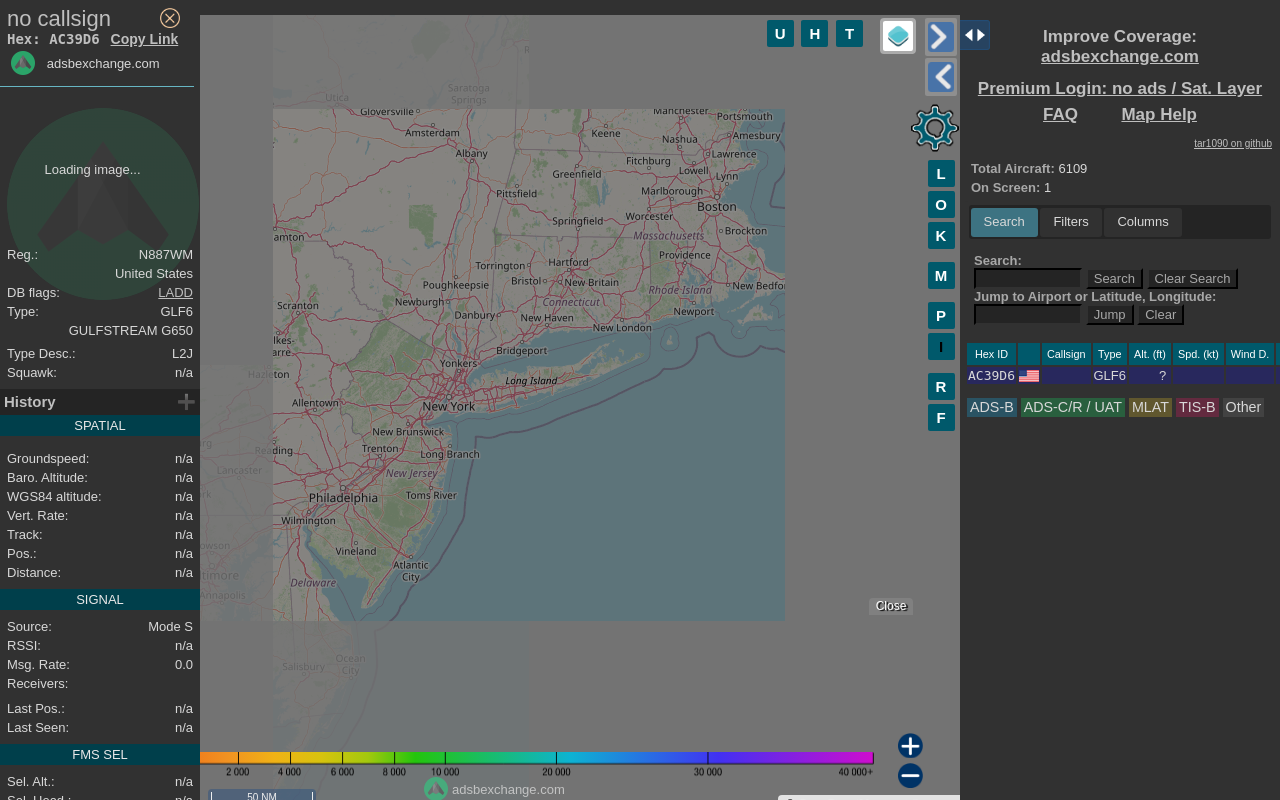 no callsign
Hex: AC39D6 Copy Link
adsbexchange.com
Loading image...
Reg.: N887WM
United States
DB flags: LADD
Type: GLF6
GULFSTREAM G650
Type Desc.: L2J
Squawk: n/a
History
SPATIAL
Groundspeed: n/a
Baro. Altitude: n/a
WGS84 altitude: n/a
Vert. Rate: n/a
Track: n/a
Pos.: n/a
Distance: n/a
SIGNAL
Source: Mode S
RSSI: n/a
Msg. Rate: 0.0
Receivers:
Last Pos.: n/a
Last Seen: n/a
FMS SEL
Sel. Alt.: n/a
Sel. Head.: n/a
U H T
L
O
K
M
P
I
R
F
Utica
Saratoga
Springs
Gloversville
Amsterdam
Albany
Manchester
Portsmouth
Keene
Nashua
Amesbury
Fitchburg
Lawrence
Lowell
Lynn
Greenfield
Pittsfield
Marlborough
Boston
Worcester
Springfield
Brockton
Massachusetts
amton
Providence
Torrington
Hartford
Poughkeepsie
Bristol
New Britain
Rhode Island
New Bedfor
Scranton
Newburgh
Connecticut
Danbury
New Haven
Newport
New London
lkes-
arre
Bridgeport
Yonkers
Hazleton
Long Island
Allentown
New York
New Brunswick
Reading
Trenton
Long Branch
Lancaster
New Jersey
Philadelphia
Toms River
Wilmington
owson
Vineland
ltimore
Atlantic
City
Delaware
Annapolis
Salisbury
Ocean
City
Close
2 000 4 000 6 000 8 000 10 000 20 000 30 000 40 000+
adsbexchange.com
50 NM
Improve Coverage:
adsbexchange.com
Premium Login: no ads / Sat. Layer
FAQ Map Help
tar1090 on github
Total Aircraft: 6109
On Screen: 1
Search Filters Columns
Search:
Search Clear Search
Jump to Airport or Latitude, Longitude:
Jump Clear
Hex ID Callsign Type Alt. (ft) Spd. (kt) Wind D.
AC39D6 GLF6 ?
ADS-B ADS-C/R / UAT MLAT TIS-B Other